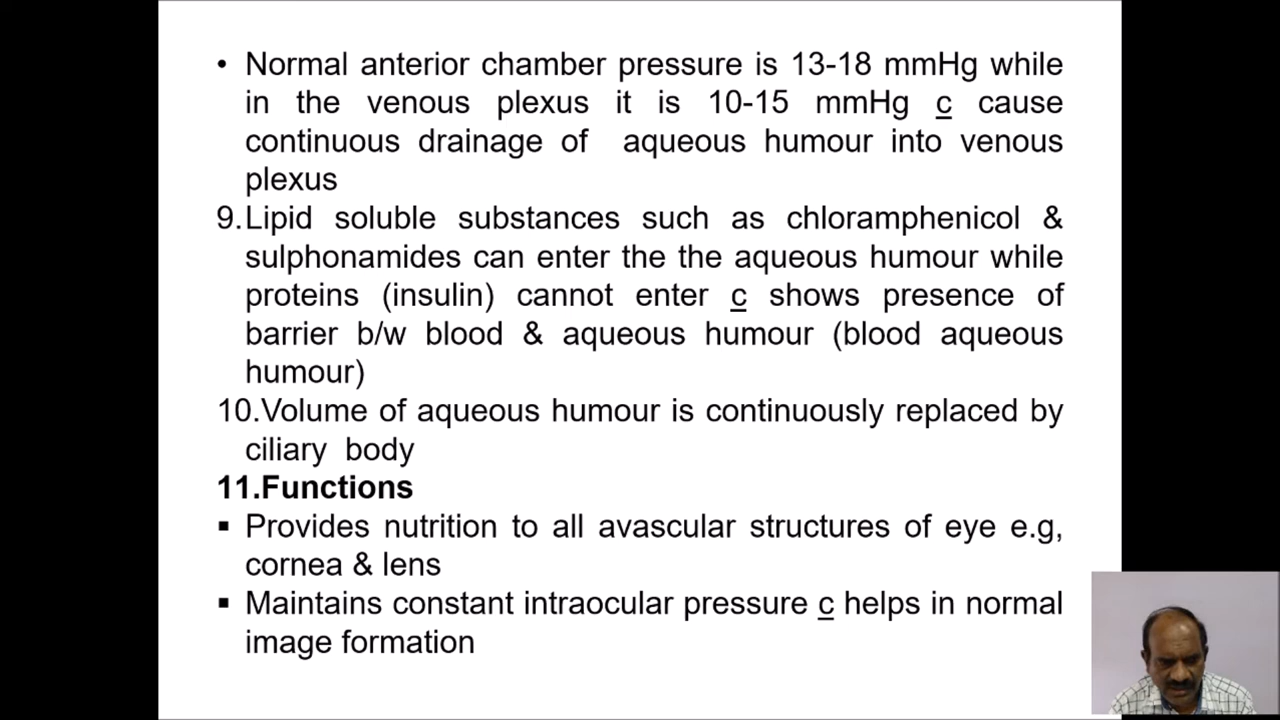 • Normal anterior chamber pressure is 13-18 mmHg while
in the venous plexus it is 10-15 mmHg c cause
continuous drainage of aqueous humour into venous
plexus
9. Lipid soluble substances such as chloramphenicol &
sulphonamides can enter the the aqueous humour while
proteins (insulin) cannot enter c shows presence of
barrier b/w blood & aqueous humour (blood aqueous
humour)
10.Volume of aqueous humour is continuously replaced by
ciliary body
11.Functions
▪ Provides nutrition to all avascular structures of eye e.g,
cornea & lens
▪ Maintains constant intraocular pressure c helps in normal
image formation